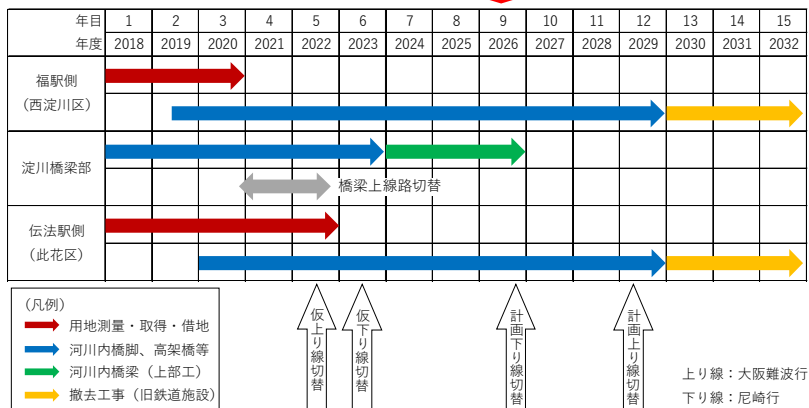 年目 1 2 3 4 5 6 7 8 9 10 11 12 13 14 15
年度 2018 2019 2020 2021 2022 2023 2024 2025 2026 2027 2028 2029 2030 2031 2032
福駅側
(西淀川区)
淀川橋梁部
橋梁上線路切替
伝法駅側
(此花区)
仮上り線切替
仮下り線切替
計画下り線切替
計画上り線切替
(凡例)
用地測量・取得・借地
河川内橋脚、高架橋等
河川内橋梁(上部工)
撤去工事(旧鉄道施設)
上り線:大阪難波行
下り線:尼崎行